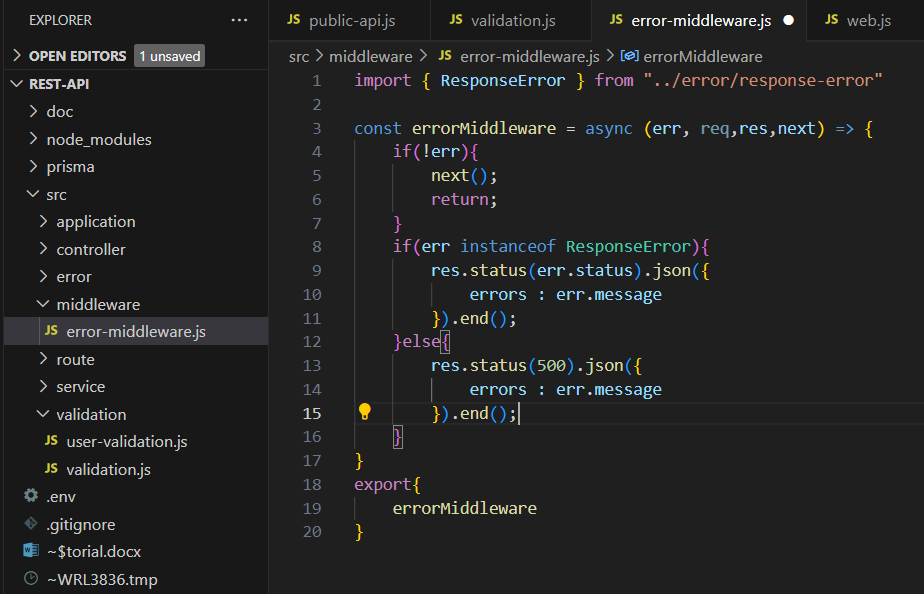 EXPLORER ...
OPEN EDITORS 1 unsaved
REST-API
doc
node_modules
prisma
src
application
controller
error
middleware
JS error-middleware.js
route
service
validation
JS user-validation.js
JS validation.js
.env
.gitignore
~$torial.docx
~WRL3836.tmp
JS public-api.js JS validation.js JS error-middleware.js JS web.js
src > middleware > JS error-middleware.js > errorMiddleware
1 import { ResponseError } from "../error/response-error"
2
3 const errorMiddleware = async (err, req,res,next) => {
4 if(!err){
5 next();
6 return;
7 }
8 if(err instanceof ResponseError){
9 res.status(err.status).json({
10 errors : err.message
11 }).end();
12 }else{
13 res.status(500).json({
14 errors : err.message
15 }).end();
16 }
17 }
18 export{
19 errorMiddleware
20 }